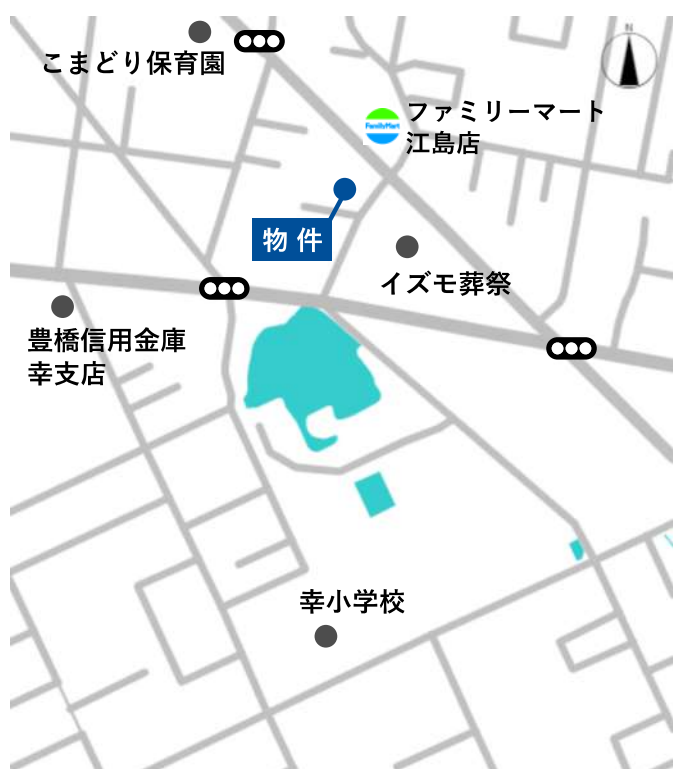 こまどり保育園
N
FamilyMart
ファミリーマート
江島店
物件
イズモ葬祭
豊橋信用金庫
幸支店
幸小学校